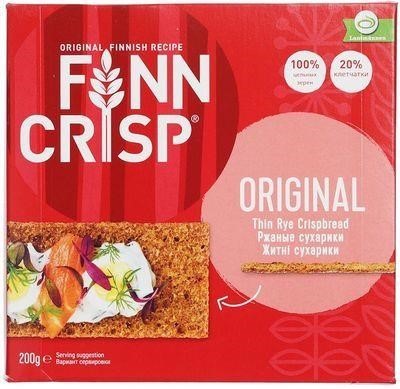 Lantmännen
ORIGINAL FINNISH RECIPE
FINN
CRISP®
100%
цельных
зерен
20%
клетчатки
ORIGINAL
Thin Rye Crispbread
Ржаные сухарики
Житні сухарики
200g e
Serving suggestion
Вариант сервировки